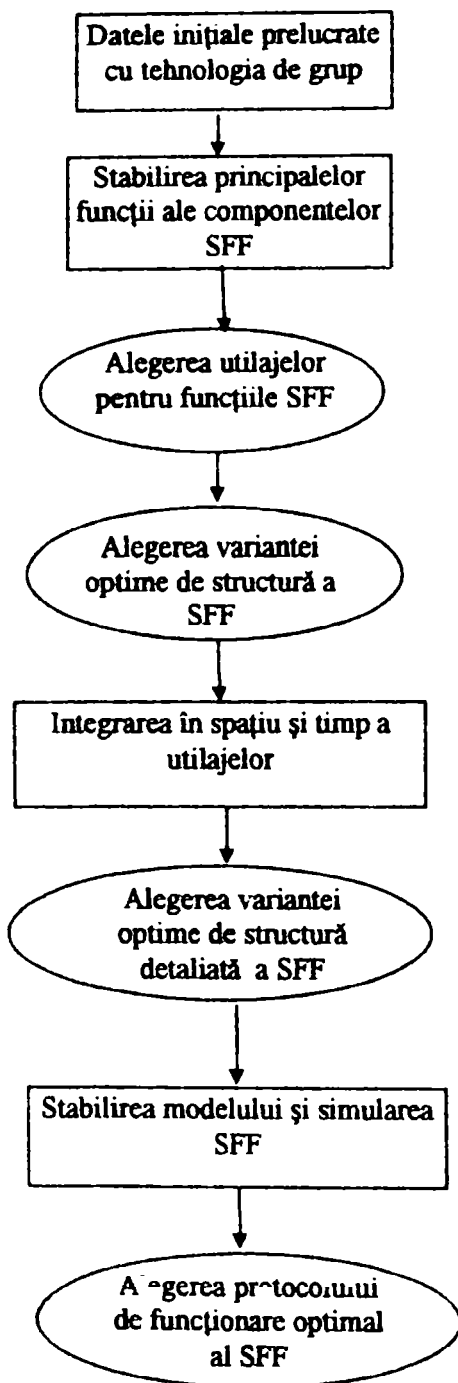 Datele inițiale prelucrate
cu tehnologia de grup
Stabilirea principalelor
funcții ale componentelor
SFF
Alegerea utilajelor
pentru funcțiile SFF
Alegerea variantei
optime de structură a
SFF
Integrarea în spațiu și timp a
utilajelor
Alegerea variantei
optime de structură
detaliată a SFF
Stabilirea modelului și simularea
SFF
Alegerea protocolului
de funcționare optimal
al SFF